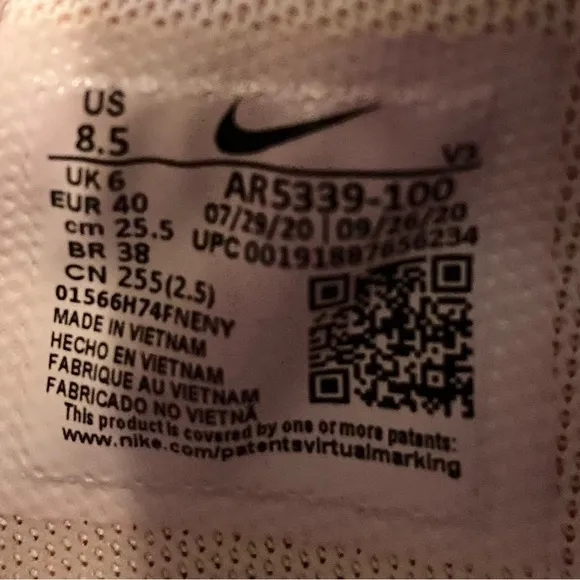 US
8.5
V3
UK 6
EUR 40
cm 25.5
BR 38
CN 255(2.5)
AR5339-100
07/29/20 | 09/26/20
UPC 00191887656234
01566H74FNENY
MADE IN VIETNAM
HECHO EN VIETNAM
FABRIQUE AU VIETNAM
FABRICADO NO VIETNÃ
This product is covered by one or more patents:
www.nike.com/patentsvirtualmarking